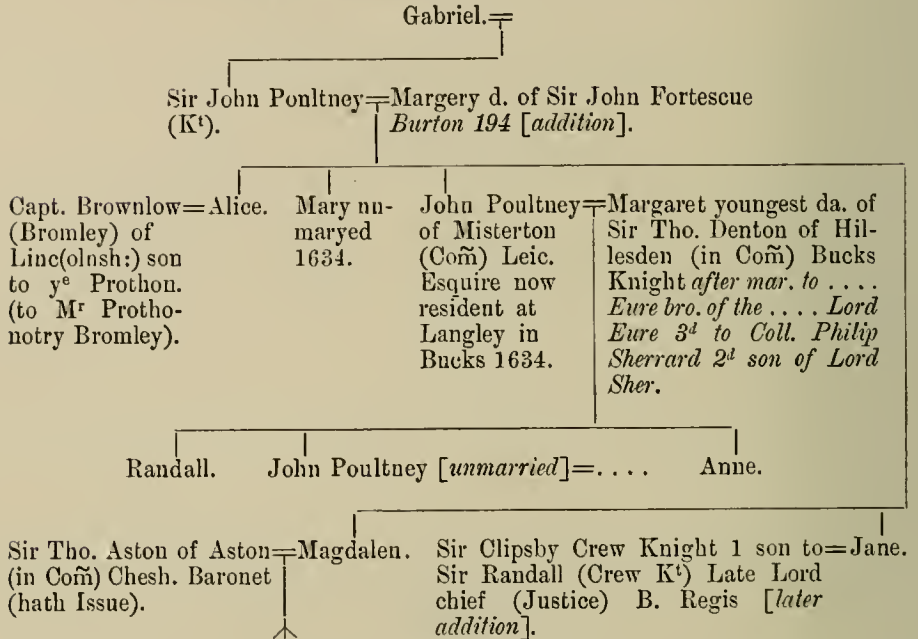 Gabriel.=
Sir John Poultney=Margery d. of Sir John Fortescue
(Kᵗ).
Burton 194 [addition].
Capt. Brownlow=Alice.
(Bromley) of
Linc(olnsh:) son
to yᵉ Prothon.
(to Mʳ Protho-
notry Bromley).
Mary un-
maryed
1634.
John Poultney=Margaret youngest da. of
of Misterton
(Com̃) Leic.
Esquire now
resident at
Langley in
Bucks 1634.
Sir Tho. Denton of Hil-
lesden (in Com̃) Bucks
Knight after mar. to . . . .
Eure bro. of the . . . . Lord
Eure 3ᵈ to Coll. Philip
Sherrard 2ᵈ son of Lord
Sher.
Randall.
John Poultney [unmarried]=. . . .
Anne.
Sir Tho. Aston of Aston=Magdalen.
(in Com̃) Chesh. Baronet
(hath Issue).
Sir Clipsby Crew Knight 1 son to=Jane.
Sir Randall (Crew Kᵗ) Late Lord
chief (Justice) B. Regis [later
addition].